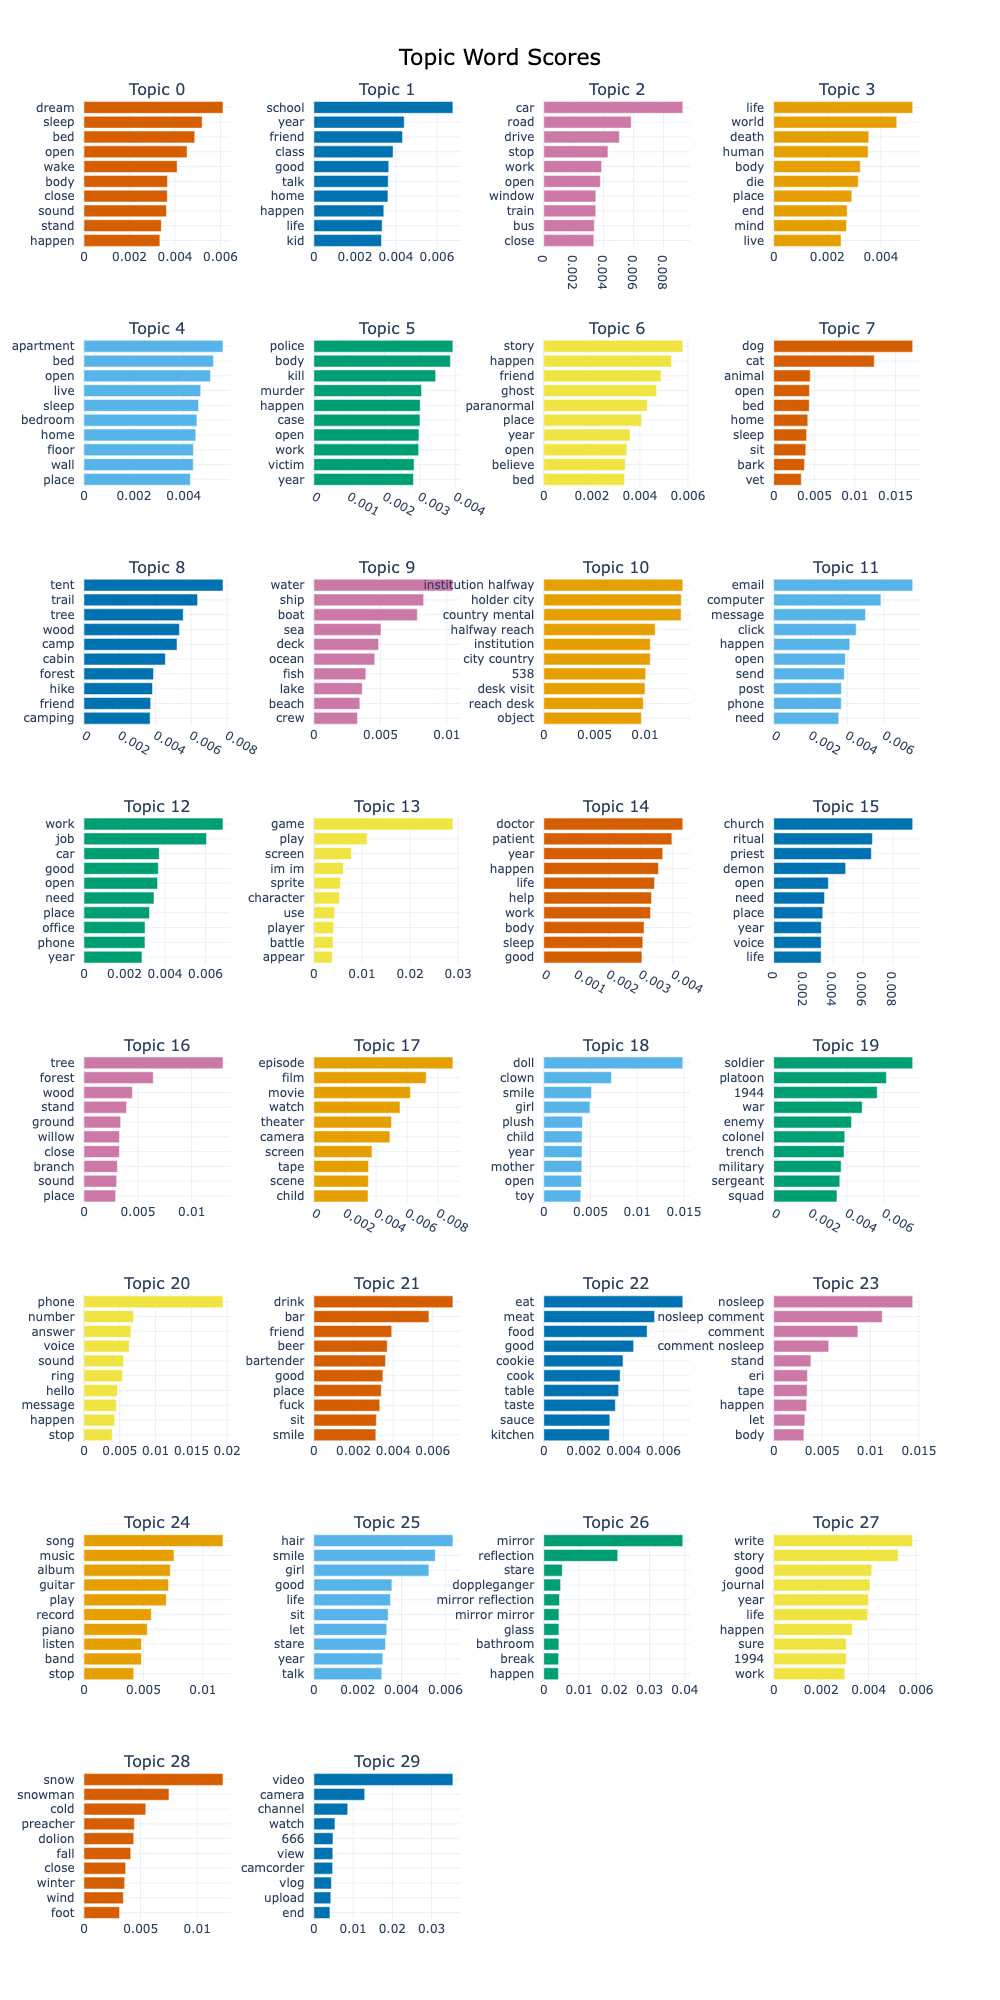 Topic Word Scores
Topic 0
dream
sleep
bed
open
wake
body
close
sound
stand
happen
0 0.002 0.004 0.006
Topic 1
school
year
friend
class
good
talk
home
happen
life
kid
0 0.002 0.004 0.006
Topic 2
car
road
drive
stop
work
open
window
train
bus
close
0 0.002 0.004 0.006 0.008
Topic 3
life
world
death
human
body
die
place
end
mind
live
0 0.002 0.004
Topic 4
apartment
bed
open
live
sleep
bedroom
home
floor
wall
place
0 0.002 0.004
Topic 5
police
body
kill
murder
happen
case
open
work
victim
year
0 0.001 0.002 0.003 0.004
Topic 6
story
happen
friend
ghost
paranormal
place
year
open
believe
bed
0 0.002 0.004 0.006
Topic 7
dog
cat
animal
open
bed
home
sleep
sit
bark
vet
0 0.005 0.01 0.015
Topic 8
tent
trail
tree
wood
camp
cabin
forest
hike
friend
camping
0 0.002 0.004 0.006 0.008
Topic 9
water
ship
boat
sea
deck
ocean
fish
lake
beach
crew
0 0.005 0.01
Topic 10
institution halfway
holder city
country mental
halfway reach
institution
city country
538
desk visit
reach desk
object
0 0.005 0.01
Topic 11
email
computer
message
click
happen
open
send
post
phone
need
0 0.002 0.004 0.006
Topic 12
work
job
car
good
open
need
place
office
phone
year
0 0.002 0.004 0.006
Topic 13
game
play
screen
im im
sprite
character
use
player
battle
appear
0 0.01 0.02 0.03
Topic 14
doctor
patient
year
happen
life
help
work
body
sleep
good
0 0.001 0.002 0.003 0.004
Topic 15
church
ritual
priest
demon
open
need
place
year
voice
life
0 0.002 0.004 0.006 0.008
Topic 16
tree
forest
wood
stand
ground
willow
close
branch
sound
place
0 0.005 0.01
Topic 17
episode
film
movie
watch
theater
camera
screen
tape
scene
child
0 0.002 0.004 0.006 0.008
Topic 18
doll
clown
smile
girl
plush
child
year
mother
open
toy
0 0.005 0.01 0.015
Topic 19
soldier
platoon
1944
war
enemy
colonel
trench
military
sergeant
squad
0 0.002 0.004 0.006
Topic 20
phone
number
answer
voice
sound
ring
hello
message
happen
stop
0 0.005 0.01 0.015 0.02
Topic 21
drink
bar
friend
beer
bartender
good
place
fuck
sit
smile
0 0.002 0.004 0.006
Topic 22
eat
meat
food
good
cookie
cook
table
taste
sauce
kitchen
0 0.002 0.004 0.006
Topic 23
nosleep
nosleep comment
comment
comment nosleep
stand
eri
tape
happen
let
body
0 0.005 0.01 0.015
Topic 24
song
music
album
guitar
play
record
piano
listen
band
stop
0 0.005 0.01
Topic 25
hair
smile
girl
good
life
sit
let
stare
year
talk
0 0.002 0.004 0.006
Topic 26
mirror
reflection
stare
doppleganger
mirror reflection
mirror mirror
glass
bathroom
break
happen
0 0.01 0.02 0.03 0.04
Topic 27
write
story
good
journal
year
life
happen
sure
1994
work
0 0.002 0.004 0.006
Topic 28
snow
snowman
cold
preacher
dolion
fall
close
winter
wind
foot
0 0.005 0.01
Topic 29
video
camera
channel
watch
666
view
camcorder
vlog
upload
end
0 0.01 0.02 0.03